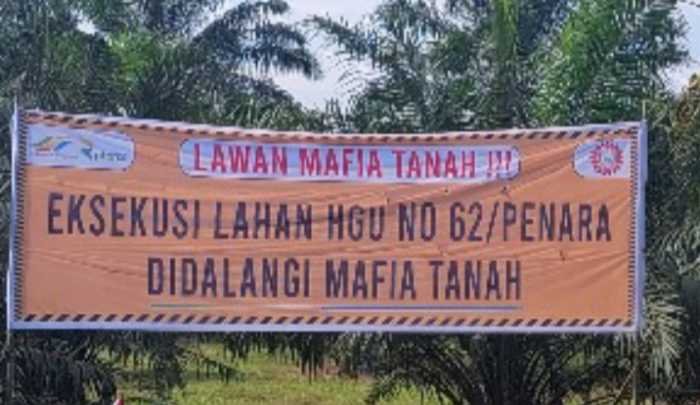 LAWAN MAFIA TANAH !!!
EKSEKUSI LAHAN HGU NO 62/PENARA
DIDALANGI MAFIA TANAH